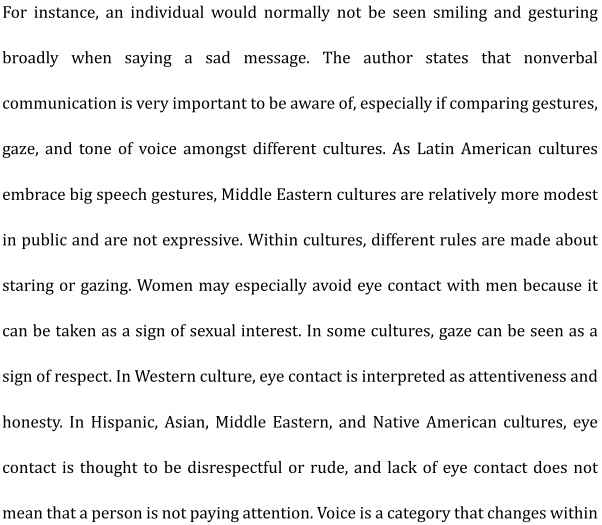 For instance, an individual would normally not be seen smiling and gesturing
broadly when saying a sad message. The author states that nonverbal
communication is very important to be aware of, especially if comparing gestures,
gaze, and tone of voice amongst different cultures. As Latin American cultures
embrace big speech gestures, Middle Eastern cultures are relatively more modest
in public and are not expressive. Within cultures, different rules are made about
staring or gazing. Women may especially avoid eye contact with men because it
can be taken as a sign of sexual interest. In some cultures, gaze can be seen as a
sign of respect. In Western culture, eye contact is interpreted as attentiveness and
honesty. In Hispanic, Asian, Middle Eastern, and Native American cultures, eye
contact is thought to be disrespectful or rude, and lack of eye contact does not
mean that a person is not paying attention. Voice is a category that changes within